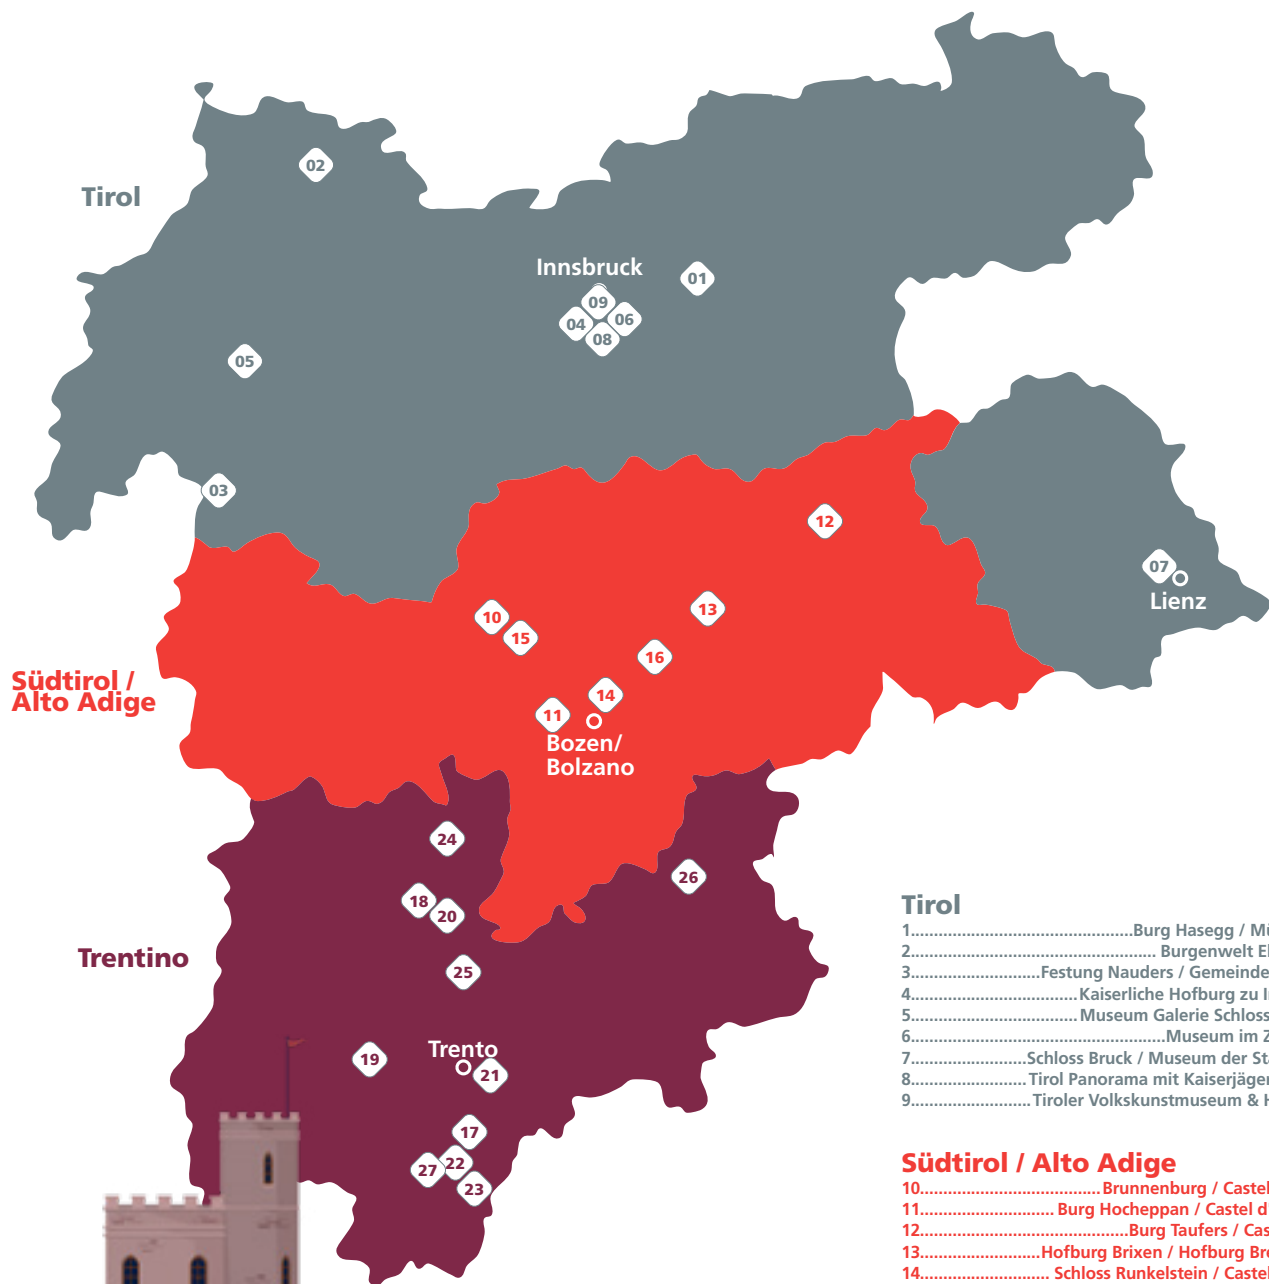 Tirol
02
Innsbruck
01
09
04
06
08
05
03
12
07
Lienz
10
15
13
16
Südtirol /
Alto Adige
14
11
Bozen/
Bolzano
24
26
18
20
Trentino
25
Trento
19
21
17
22
27
23
Tirol
1..........................................Burg Hasegg /
2.......................................... Burgenwelt
3..........................Festung Nauders / Gemeinde
4..................................Kaiserliche Hofburg zu
5..................................Museum Galerie Schloss
6................................................Museum im
7.......................Schloss Bruck / Museum der
8.......................Tirol Panorama mit Kaiserjäger
9........................Tiroler Volkskunstmuseum &
Südtirol / Alto Adige
10.....................................Brunnenburg / Castel
11............................ Burg Hocheppan / Castel
12...........................................Burg Taufers /
13.........................Hofburg Brixen / Hofburg
14........................... Schloss Runkelstein / Castel